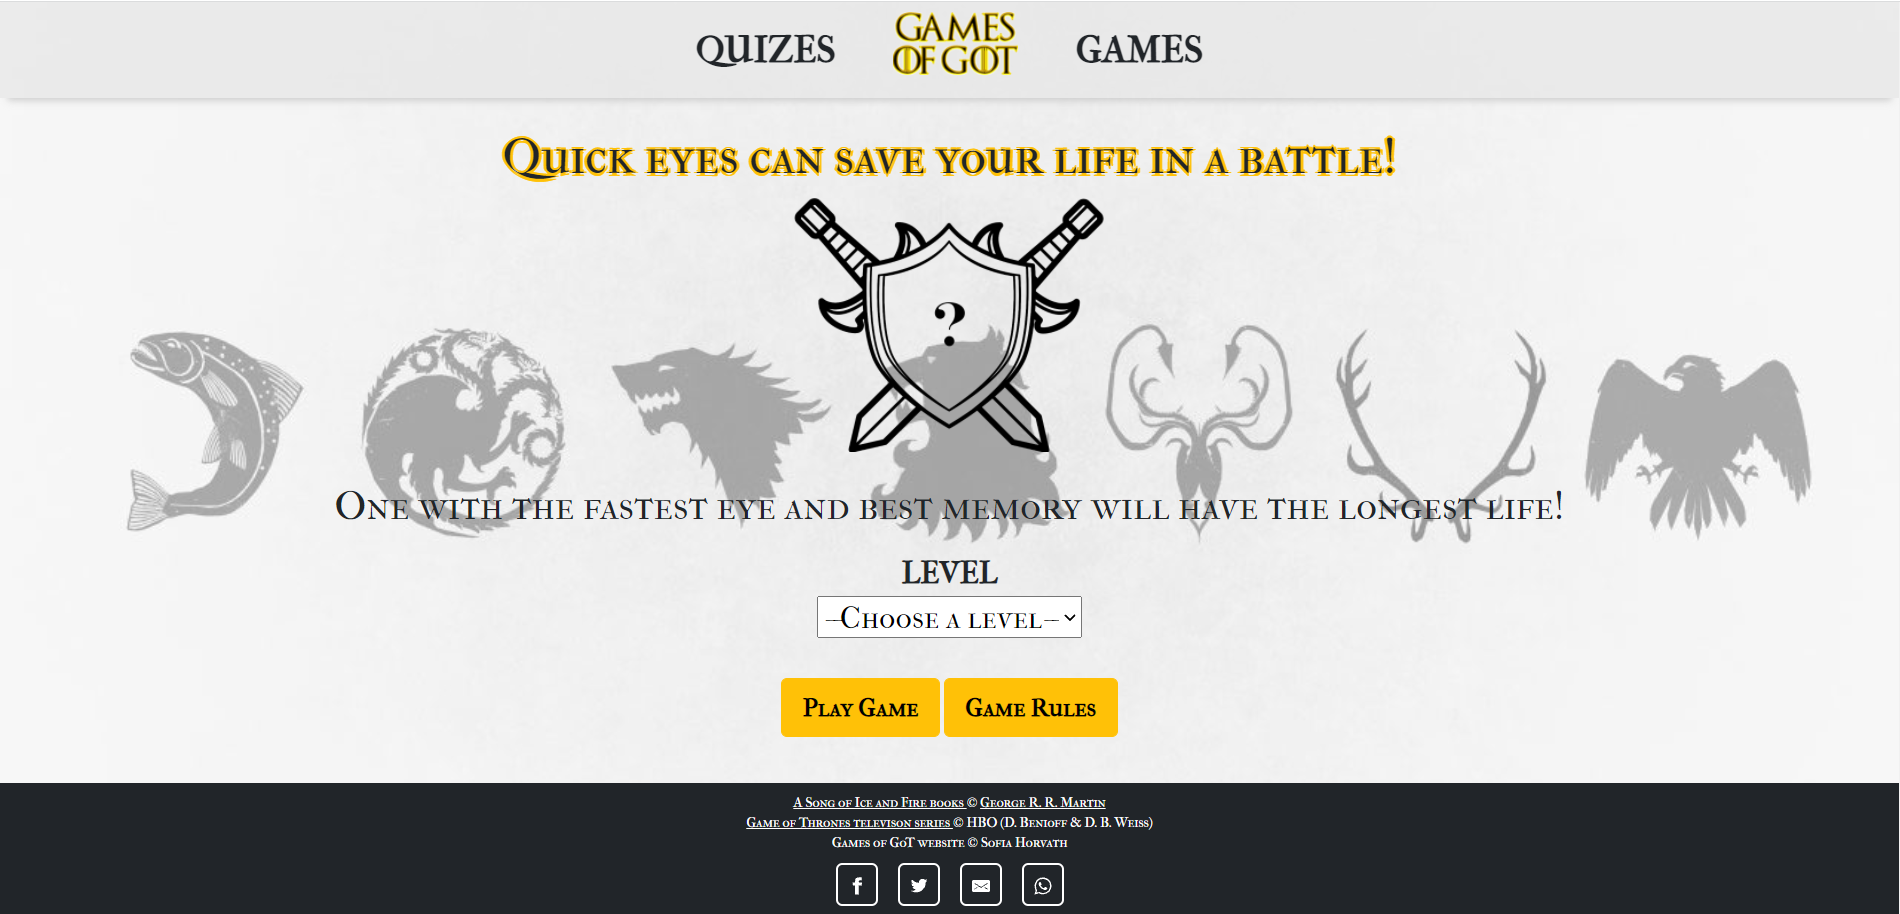 QUIZES
GAMES
OF GOT
GAMES
Quick eyes can save your life in a battle!
?
One with the fastest eye and best memory will have the longest life!
LEVEL
--Choose a level--
Play Game
Game Rules
A Song of Ice and Fire books © George R. R. Martin
Game of Thrones televison series © HBO (D. Benioff & D. B. Weiss)
Games of GoT website © Sofia Horvath